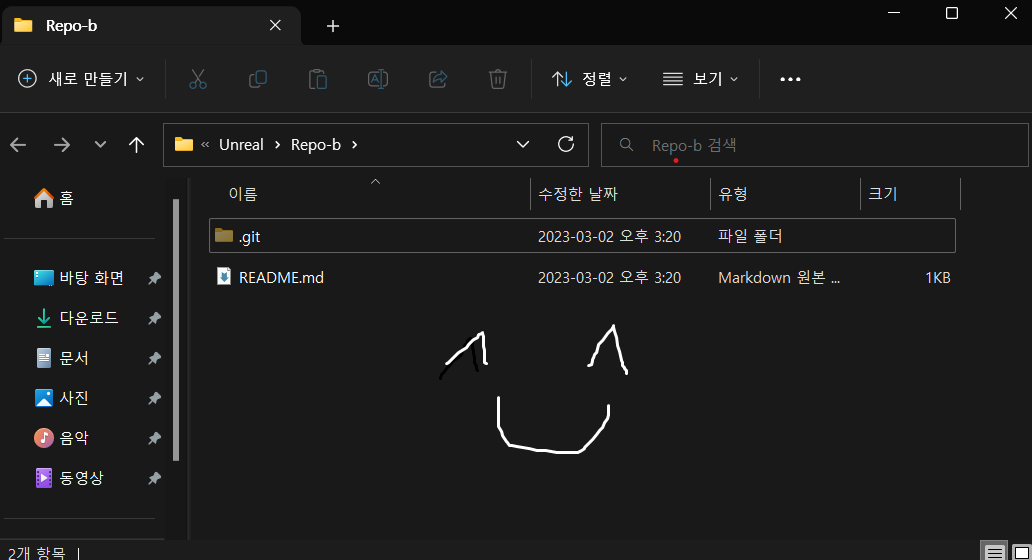 Repo-b
새로 만들기 정렬 보기
« Unreal Repo-b Repo-b 검색
홈
이름 수정한 날짜 유형 크기
.git 2023-03-02 오후 3:20 파일 폴더
바탕 화면 README.md 2023-03-02 오후 3:20 Markdown 원본 ... 1KB
다운로드
문서
사진
음악
동영상
2개 항목